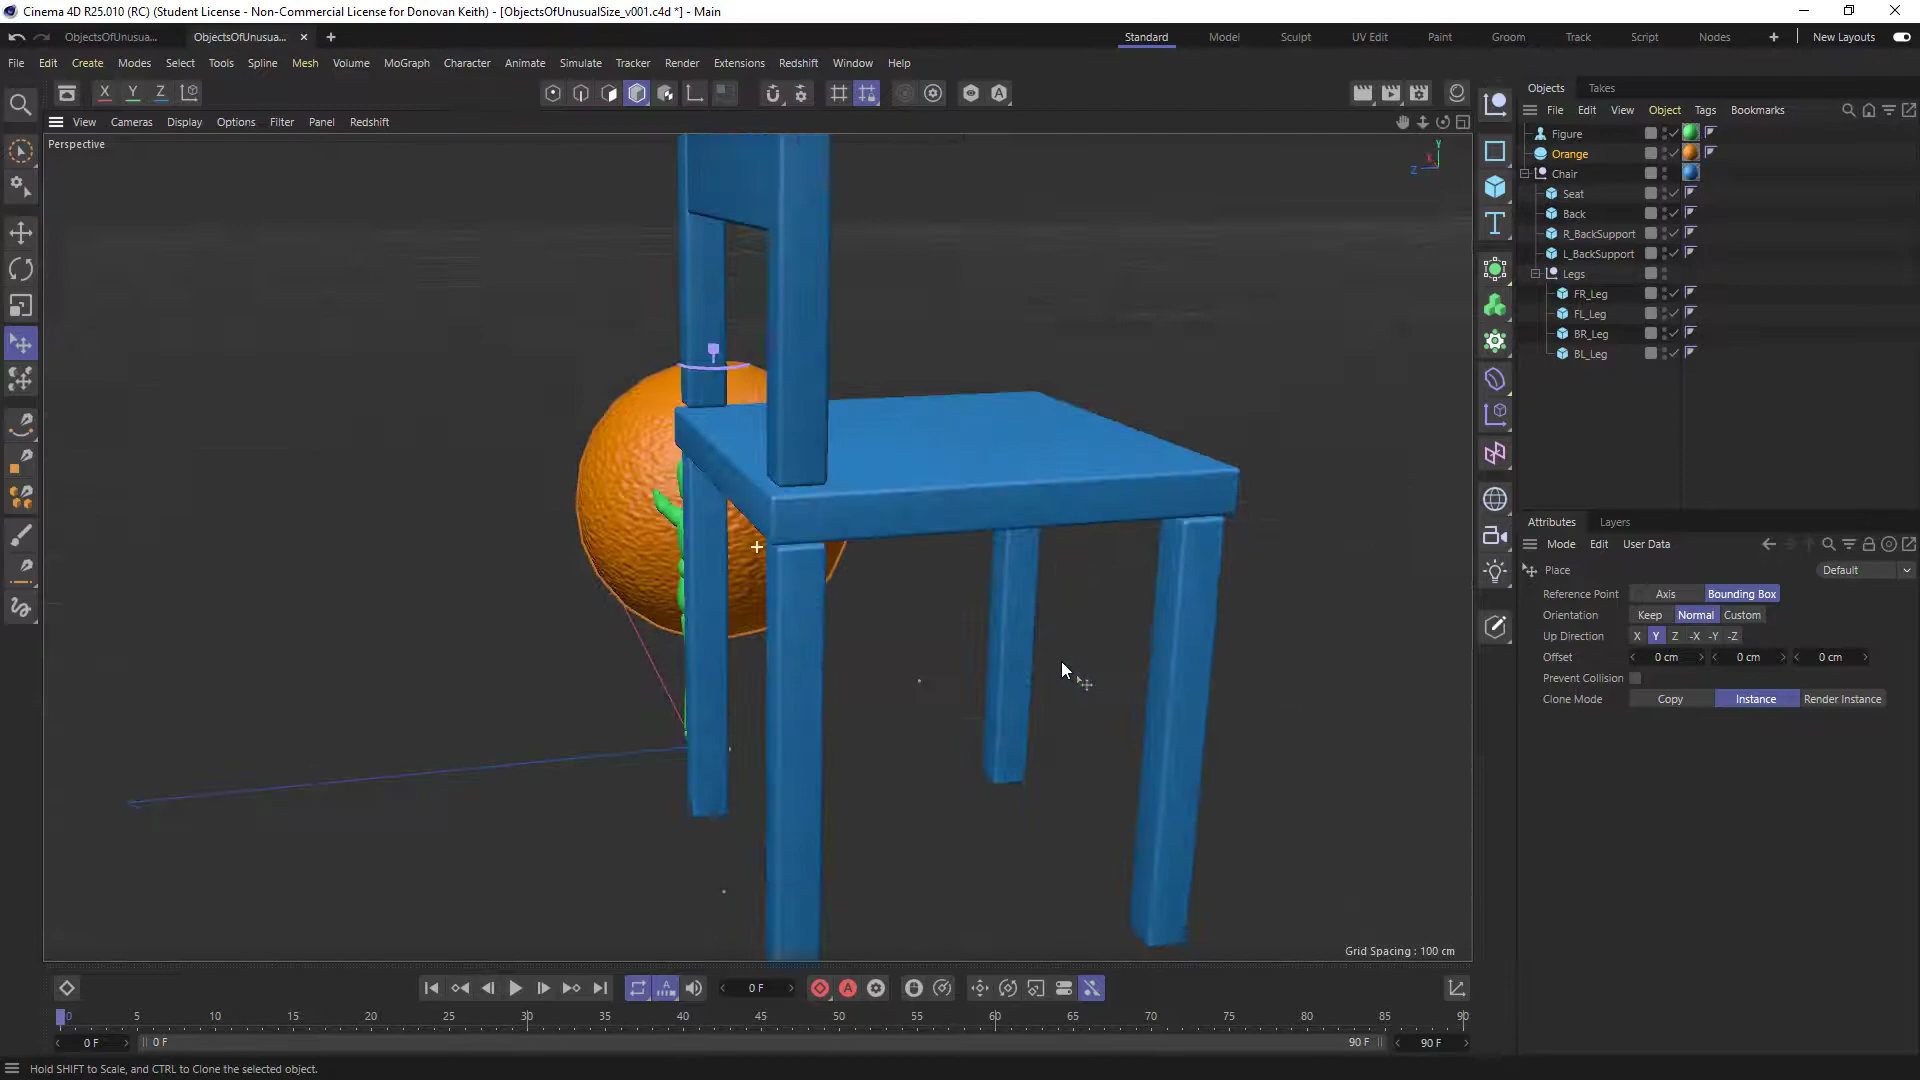 Cinema 4D R25.010 (RC) (Student License - Non-Commercial License for Donovan Keith) - [ObjectsOfUnusualSize_v001.c4d *] - Main
ObjectsOfUnusua... ObjectsOfUnusua... Standard Model Sculpt UV Edit Paint Groom Track Script Nodes New Layouts
File Edit Create Modes Select Tools Spline Mesh Volume MoGraph Character Animate Simulate Tracker Render Extensions Redshift Window Help
X Y Z
View Cameras Display Options Filter Panel Redshift
Perspective
Y
X
Z
Objects Takes
File Edit View Object Tags Bookmarks
Figure
Orange
Chair
Seat
Back
R_BackSupport
L_BackSupport
Legs
FR_Leg
FL_Leg
BR_Leg
BL_Leg
Attributes Layers
Mode Edit User Data
Place Default
Reference Point Axis Bounding Box
Orientation Keep Normal Custom
Up Direction X Y Z -X -Y -Z
Offset 0 cm 0 cm 0 cm
Prevent Collision
Clone Mode Copy Instance Render Instance
Grid Spacing : 100 cm
0 F
0 5 10 15 20 25 30 35 40 45 50 55 60 65 70 75 80 85 90
0 F 0 F 90 F 90 F
Hold SHIFT to Scale, and CTRL to Clone the selected object.